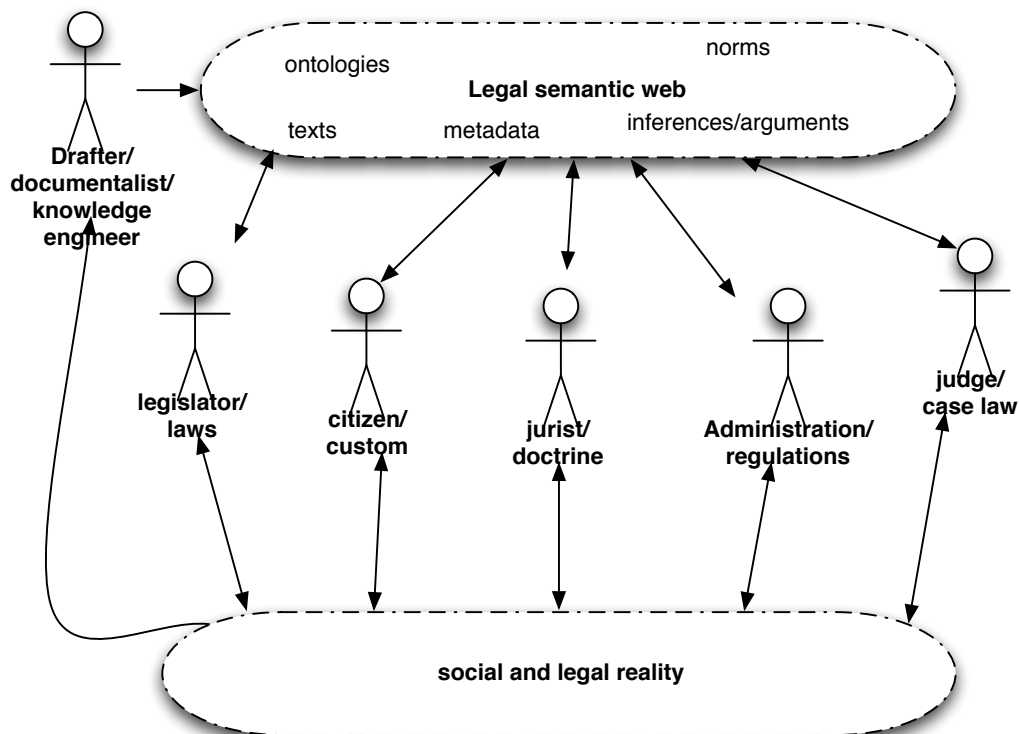 norms
ontologies
Legal semantic web
texts
metadata
inferences/arguments
Drafter/
documentalist/
knowledge
engineer
legislator/
laws
citizen/
custom
jurist/
doctrine
Administration/
regulations
judge/
case law
social and legal reality